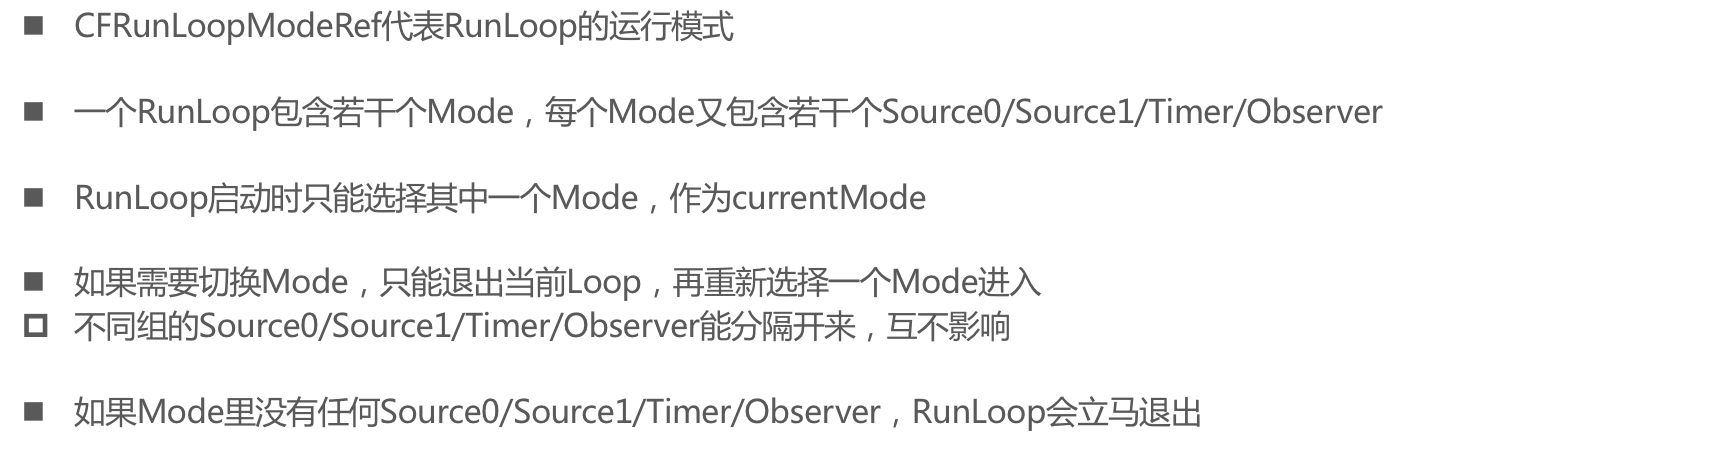 ■ CFRunLoopModeRef代表RunLoop的运行模式
■ 一个RunLoop包含若干个Mode，每个Mode又包含若干个Source0/Source1/Timer/Observer
■ RunLoop启动时只能选择其中一个Mode，作为currentMode
■ 如果需要切换Mode，只能退出当前Loop，再重新选择一个Mode进入
□ 不同组的Source0/Source1/Timer/Observer能分隔开来，互不影响
■ 如果Mode里没有任何Source0/Source1/Timer/Observer，RunLoop会立马退出